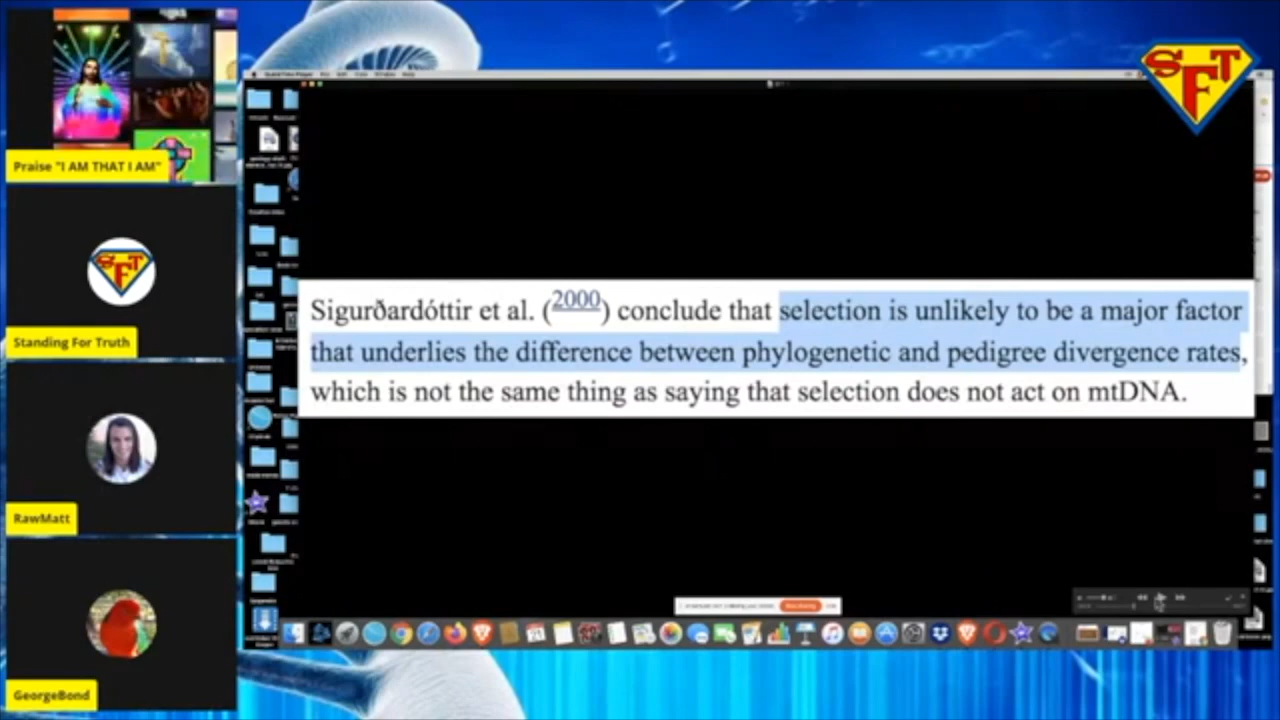 SFT
Praise "I AM THAT I AM"
SFT
Standing For Truth
RawMatt
GeorgeBond
Sigurðardóttir et al. (2000) conclude that selection is unlikely to be a major factor
that underlies the difference between phylogenetic and pedigree divergence rates,
which is not the same thing as saying that selection does not act on mtDNA.